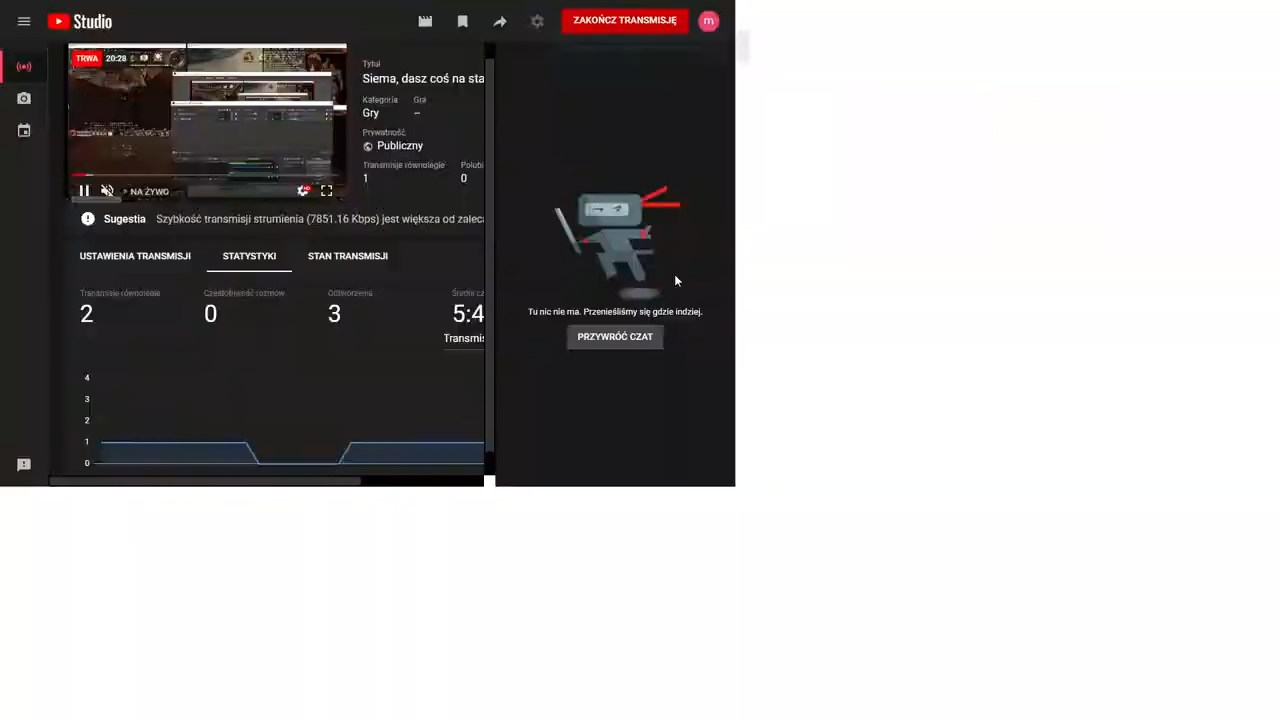 Studio
ZAKOŃCZ TRANSMISJĘ
m
TRWA 20:28
NA ŻYWO
Tytuł
Siema, dasz coś na sta
Kategoria Gra
Gry –
Prywatność
Publiczny
Transmisje równoległe Polubi
1 0
Sugestia Szybkość transmisji strumienia (7851.16 Kbps) jest większa od zaleca
USTAWIENIA TRANSMISJI STATYSTYKI STAN TRANSMISJI
Transmisje równoległe Częstotliwość rozmów Odtworzenia Średni cz
2 0 3 5:4
Transmis
4
3
2
1
0
Tu nic nie ma. Przenieśliśmy się gdzie indziej.
PRZYWRÓĆ CZAT